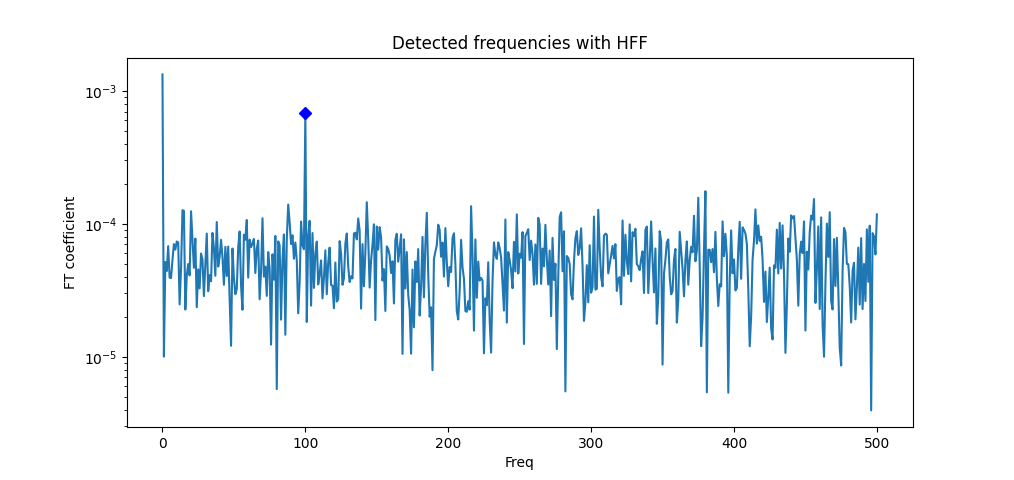 Detected frequencies with HFF
FT coefficient
10⁻³
10⁻⁴
10⁻⁵
0 100 200 300 400 500
Freq